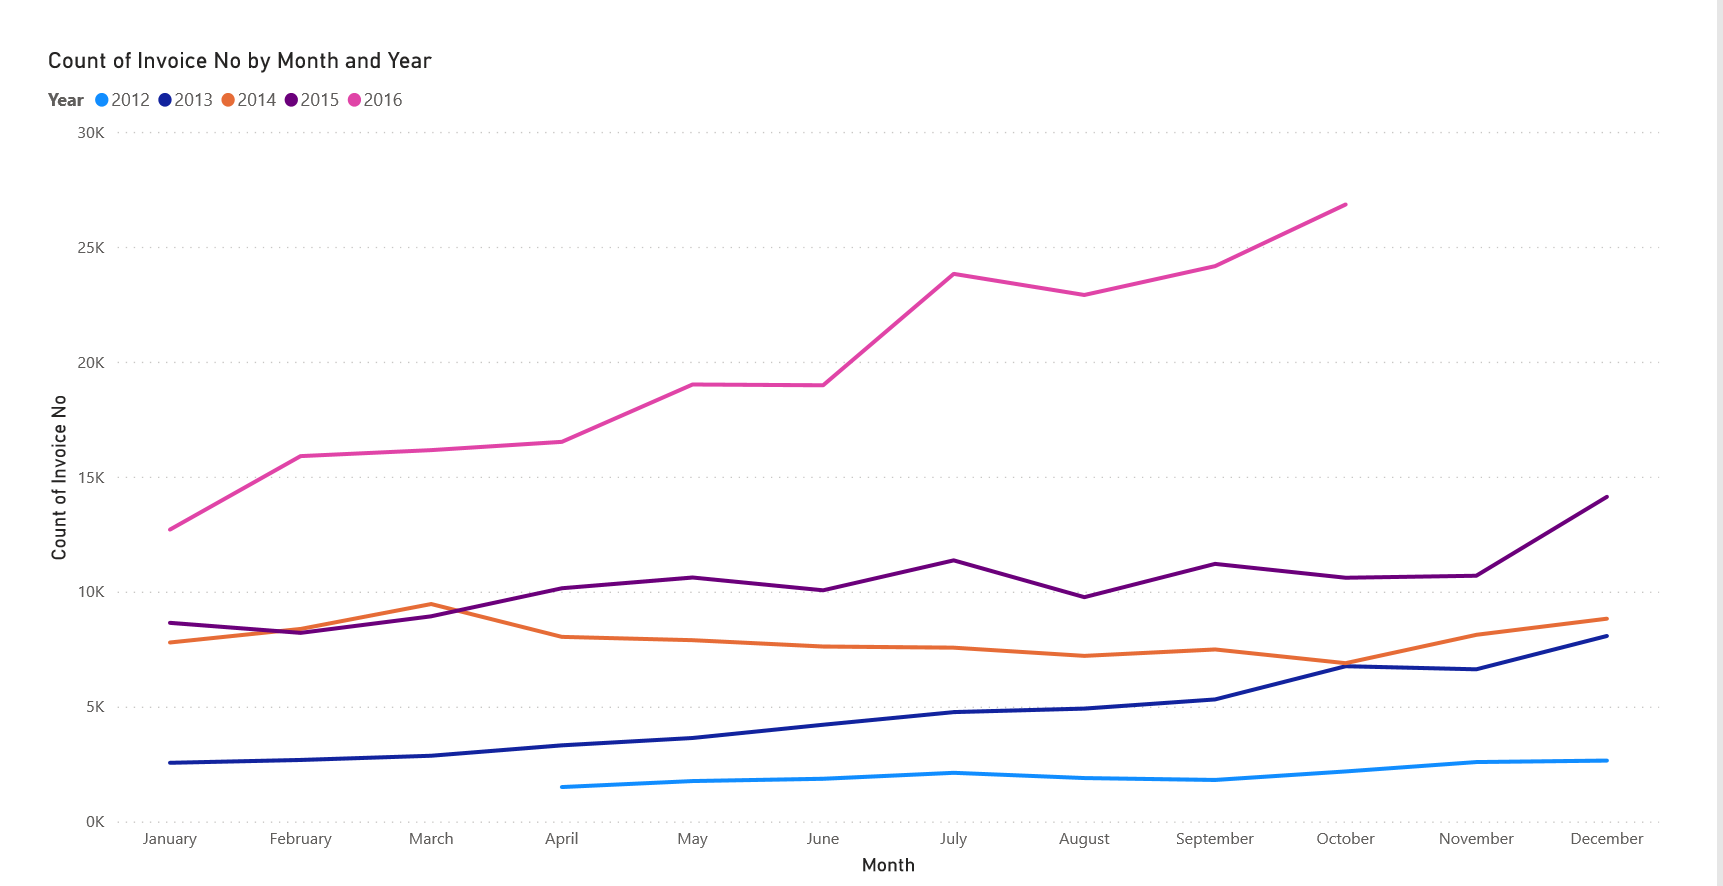 Count of Invoice No by Month and Year
Year 2012 2013 2014 2015 2016
30K
25K
20K
15K
10K
5K
0K
Count of Invoice No
January February March April May June July August September October November December
Month